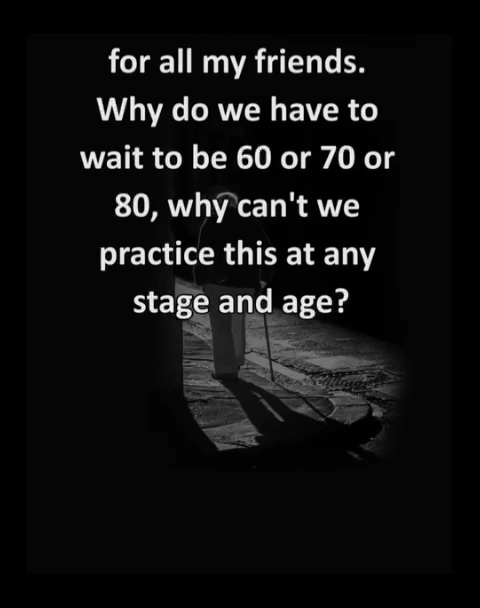 for all my friends.
Why do we have to
wait to be 60 or 70 or
80, why can't we
practice this at any
stage and age?